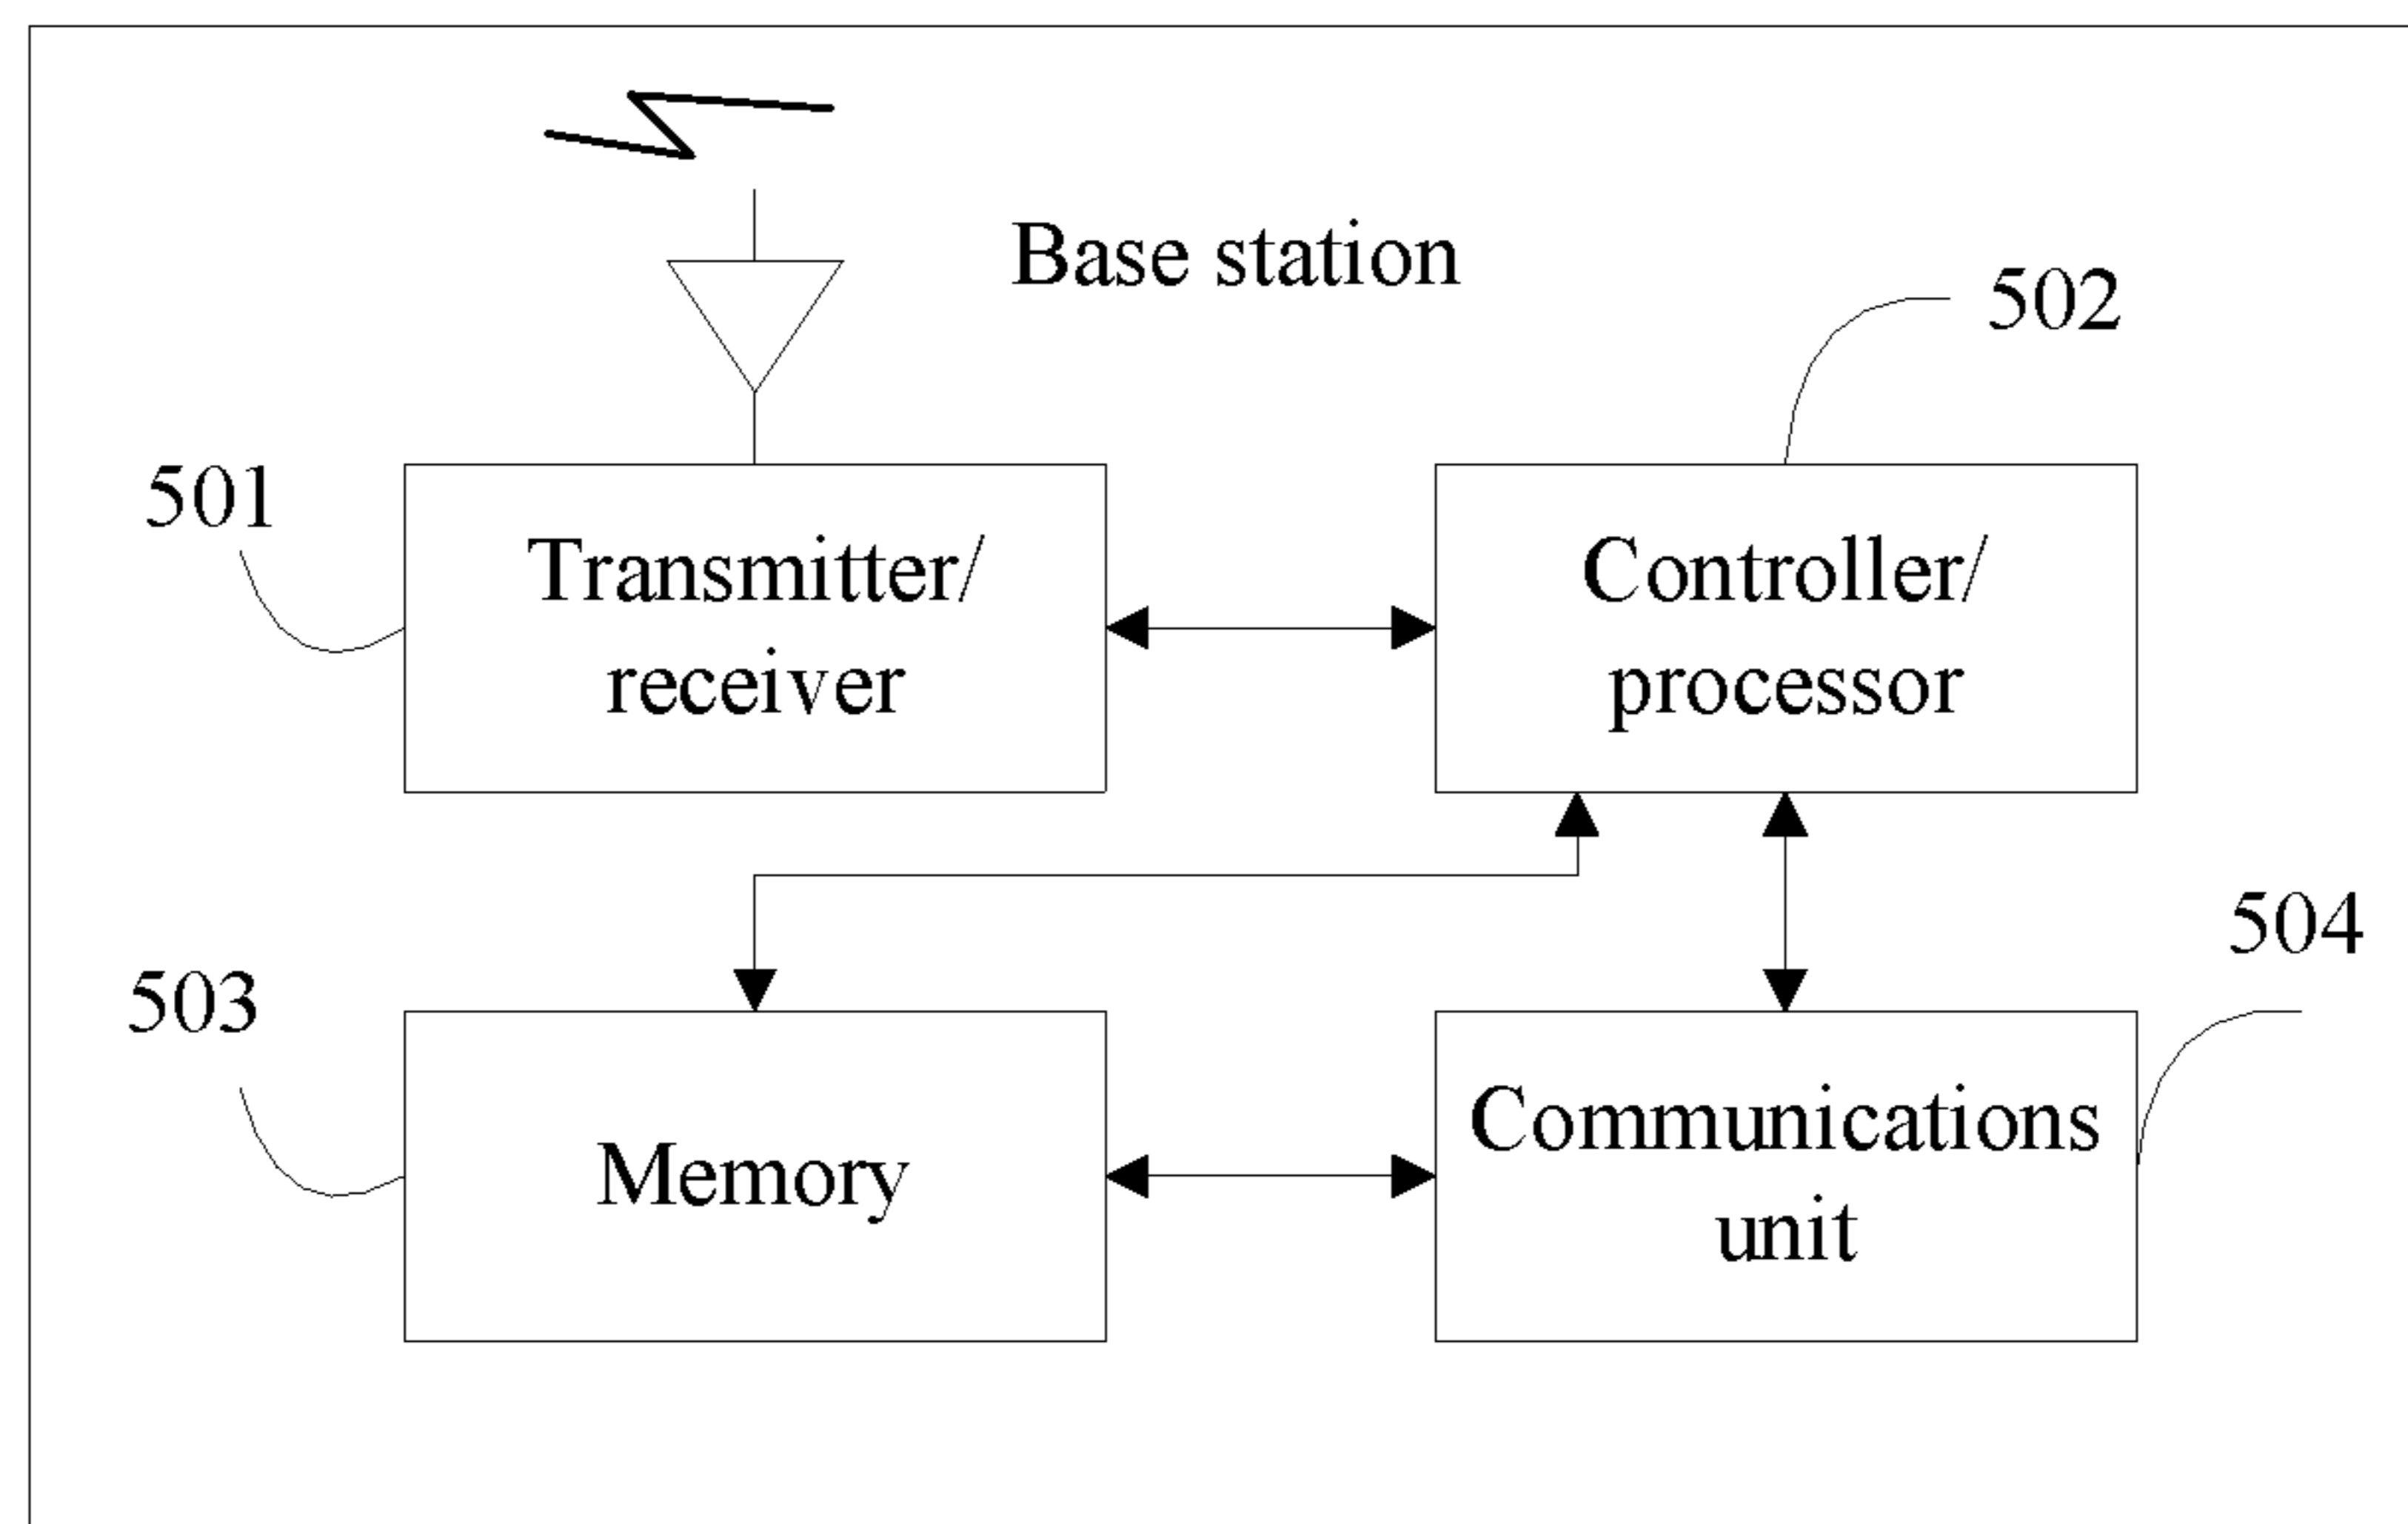 Base station
502
501
Transmitter/
receiver
Controller/
processor
504
503
Memory
Communications
unit